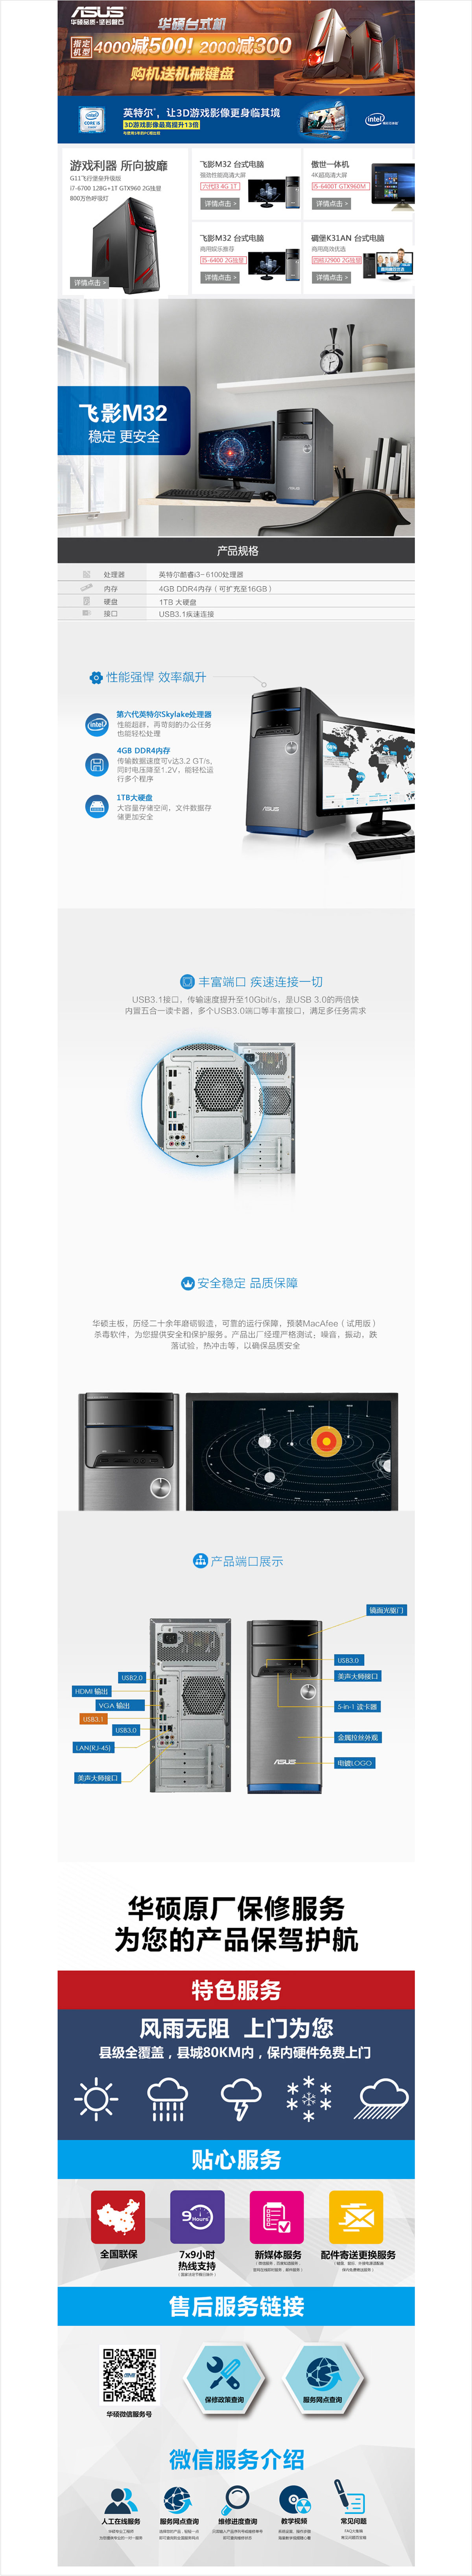 ASUS
华硕品质·坚若磐石
华硕台式机
指定机型 4000减500! 2000减300
购机送机械键盘
英特尔®，让3D游戏影像更身临其境
3D游戏影像最高提升13倍
游戏利器 所向披靡
G11飞行堡垒升级版
i7-6700 128G+1T GTX960 2G独显
800万色呼吸灯
详情点击 >
飞影M32 台式电脑
强劲性能高清大屏
六代i3 4G 1T
详情点击 >
傲世一体机
4K超高清大屏
i5-6400T GTX960M
详情点击 >
飞影M32 台式电脑
商用娱乐推荐
i5-6400 2G独显
详情点击 >
碉堡K31AN 台式电脑
商用高效优选
四核J2900 2G独显
详情点击 >
飞影M32
稳定 更安全
产品规格
处理器 英特尔酷睿i3-6100处理器
内存 4GB DDR4内存（可扩充至16GB）
硬盘 1TB 大硬盘
接口 USB3.1疾速连接
性能强悍 效率飙升
第六代英特尔Skylake处理器
性能超群，再苛刻的办公任务
也能轻松处理
4GB DDR4内存
传输数据速度可v达3.2 GT/s,
同时电压降至1.2V，能轻松运
行多个程序
1TB大硬盘
大容量存储空间，文件数据存
储更加安全
丰富端口 疾速连接一切
USB3.1接口，传输速度提升至10Gbit/s，是USB 3.0的两倍快
内置五合一读卡器，多个USB3.0端口等丰富接口，满足多任务需求
安全稳定 品质保障
华硕主板，历经二十余年磨砺锻造，可靠的运行保障，预装MacAfee（试用版）
杀毒软件，为您提供安全和保护服务。产品出厂经理严格测试：噪音，振动，跌
落试验，热冲击等，以确保品质安全
产品端口展示
镜面光驱门
USB3.0
美声大师接口
5-in-1 读卡器
金属拉丝外观
电镀LOGO
USB2.0
HDMI 输出
VGA 输出
USB3.1
USB3.0
LAN(RJ-45)
美声大师接口
ASUS
华硕原厂保修服务
为您的产品保驾护航
特色服务
风雨无阻 上门为您
县级全覆盖，县城80KM内，保内硬件免费上门
贴心服务
全国联保
9 Hours
7x9小时
热线支持
新媒体服务
配件寄送更换服务
售后服务链接
华硕微信服务号
保修政策查询
服务网点查询
微信服务介绍
人工在线服务
服务网点查询
维修进度查询
教学视频
常见问题